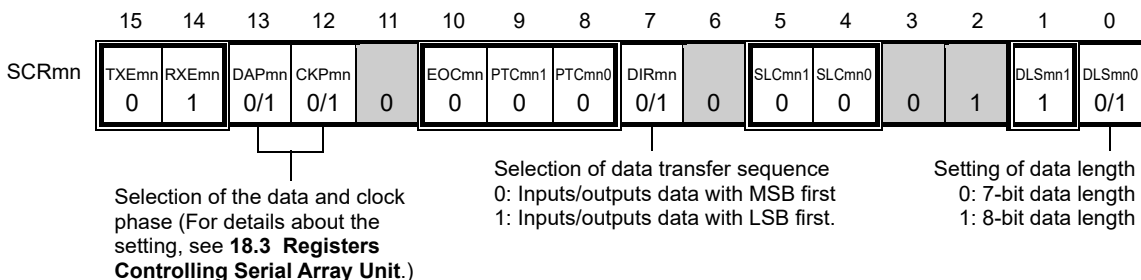 15 14 13 12 11 10 9 8 7 6 5 4 3 2 1 0
SCRmn
TXEmn RXEmn DAPmn CKPmn EOCmn PTCmn1 PTCmn0 DIRmn SLCmn1 SLCmn0 DLSmn1 DLSmn0
0 1 0/1 0/1 0 0 0 0 0/1 0 0 0 0 1 1 0/1
Selection of the data and clock
phase (For details about the
setting, see 18.3 Registers
Controlling Serial Array Unit.)
Selection of data transfer sequence
0: Inputs/outputs data with MSB first
1: Inputs/outputs data with LSB first.
Setting of data length
0: 7-bit data length
1: 8-bit data length